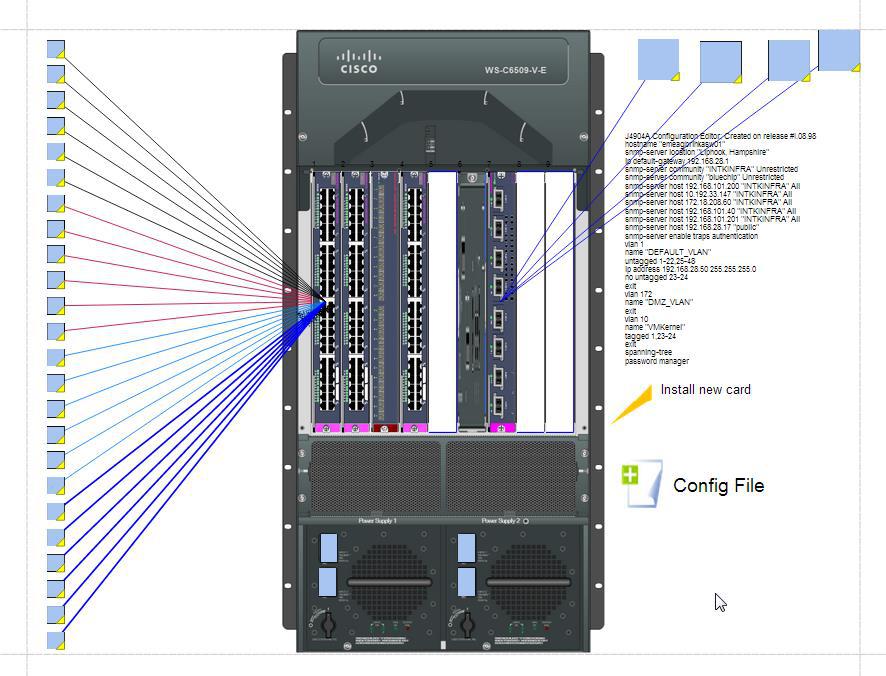 CISCO
WS-C6509-V-E
1 2 3 4 5 6 7 8 9
J4904A Configuration Editor; Created on release #I.08.98
hostname "emeaglprinkasw01"
snmp-server location "Liphook, Hampshire"
ip default-gateway 192.168.28.1
snmp-server community "INTKINFRA" Unrestricted
snmp-server community "bluechip" Unrestricted
snmp-server host 192.168.101.200 "INTKINFRA" All
snmp-server host 10.192.33.147 "INTKINFRA" All
snmp-server host 172.18.208.60 "INTKINFRA" All
snmp-server host 192.168.101.40 "INTKINFRA" All
snmp-server host 192.168.101.201 "INTKINFRA" All
snmp-server host 192.168.28.17 "public"
snmp-server enable traps authentication
vlan 1
name "DEFAULT_VLAN"
untagged 1-22,25-48
ip address 192.168.28.50 255.255.255.0
no untagged 23-24
exit
vlan 172
name "DMZ_VLAN"
exit
vlan 10
name "VMKernel"
tagged 1,23-24
exit
spanning-tree
password manager
Install new card
Config File
Power Supply 1
Power Supply 2